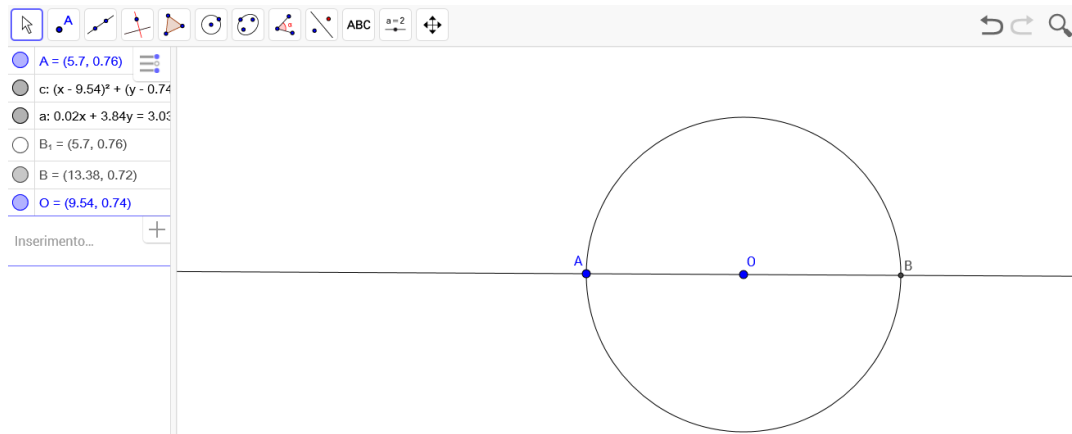 A
ABC
a = 2
A = (5.7, 0.76)
c: (x - 9.54)² + (y - 0.74
a: 0.02x + 3.84y = 3.03
B₁ = (5.7, 0.76)
B = (13.38, 0.72)
O = (9.54, 0.74)
Inserimento...
A
O
B